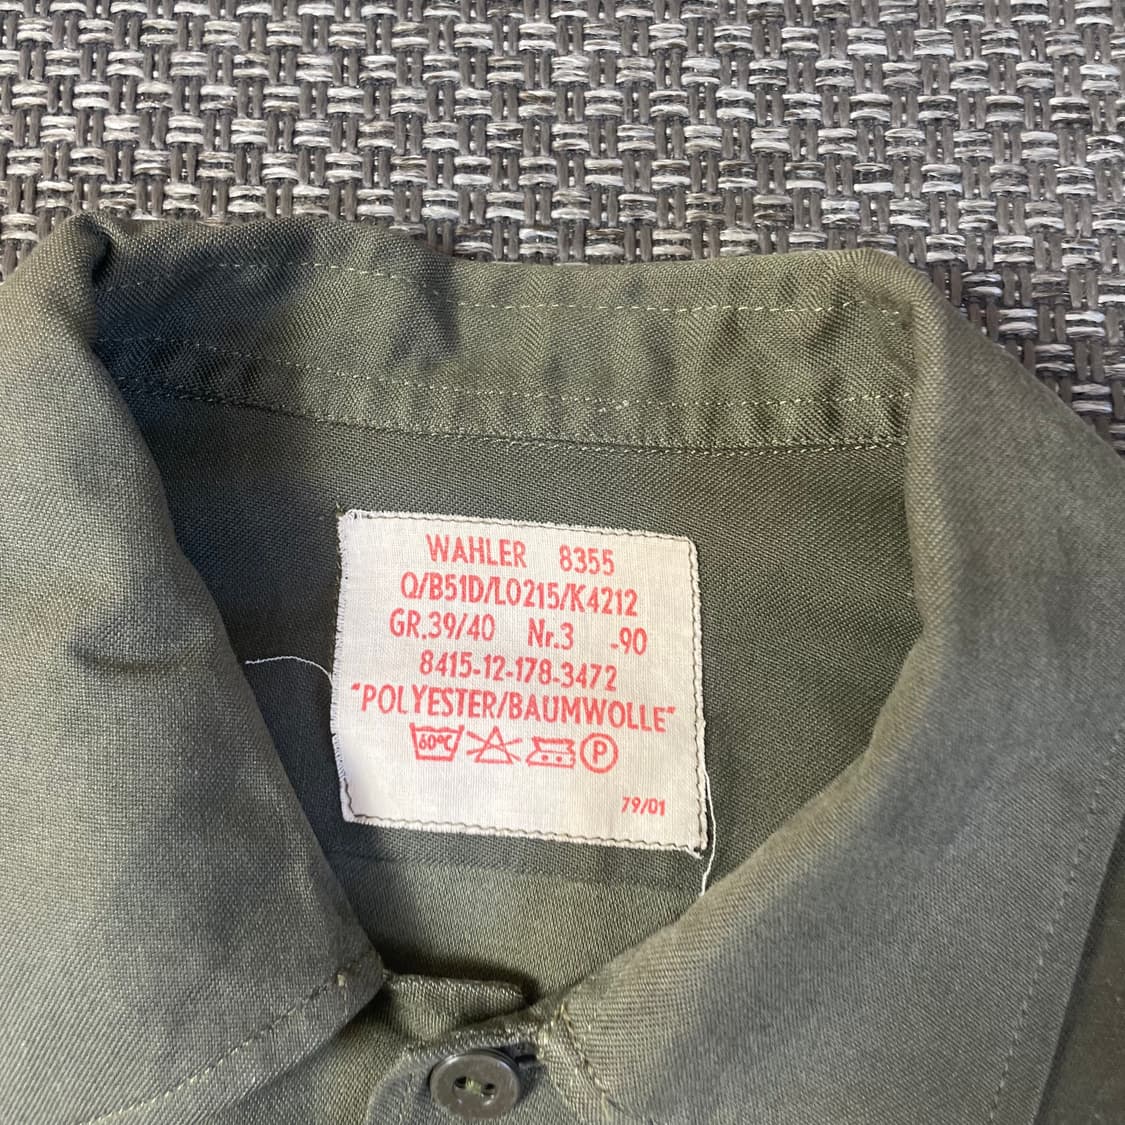 WAHLER 8355
Q/B51D/L0215/K4212
GR.39/40 Nr.3 -90
8415-12-178-3472
"POLYESTER/BAUMWOLLE"
60°C P
79/01